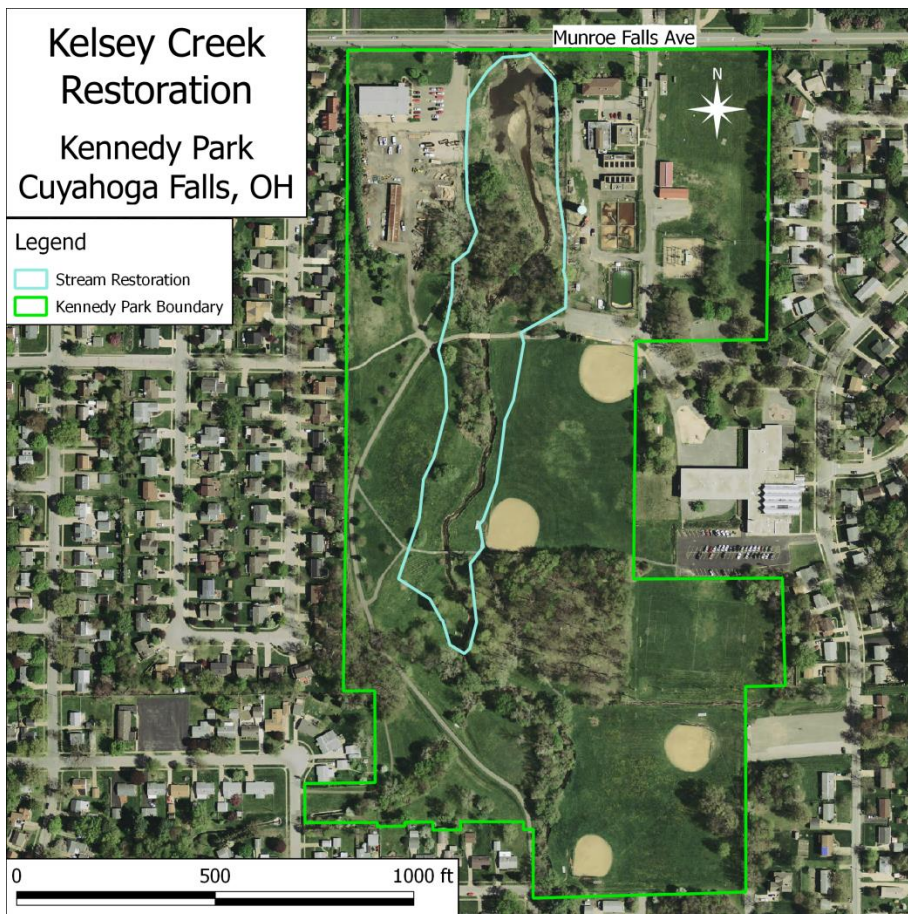 Kelsey Creek
Restoration
Kennedy Park
Cuyahoga Falls, OH
Munroe Falls Ave
N
Legend
Stream Restoration
Kennedy Park Boundary
0 500 1000 ft